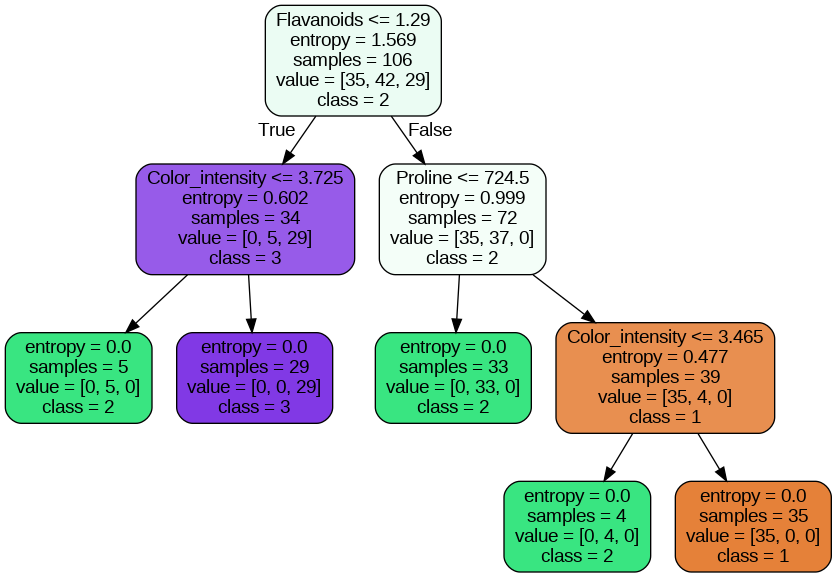 Flavanoids <= 1.29
entropy = 1.569
samples = 106
value = [35, 42, 29]
class = 2
True
False
Color_intensity <= 3.725
entropy = 0.602
samples = 34
value = [0, 5, 29]
class = 3
Proline <= 724.5
entropy = 0.999
samples = 72
value = [35, 37, 0]
class = 2
entropy = 0.0
samples = 5
value = [0, 5, 0]
class = 2
entropy = 0.0
samples = 29
value = [0, 0, 29]
class = 3
entropy = 0.0
samples = 33
value = [0, 33, 0]
class = 2
Color_intensity <= 3.465
entropy = 0.477
samples = 39
value = [35, 4, 0]
class = 1
entropy = 0.0
samples = 4
value = [0, 4, 0]
class = 2
entropy = 0.0
samples = 35
value = [35, 0, 0]
class = 1